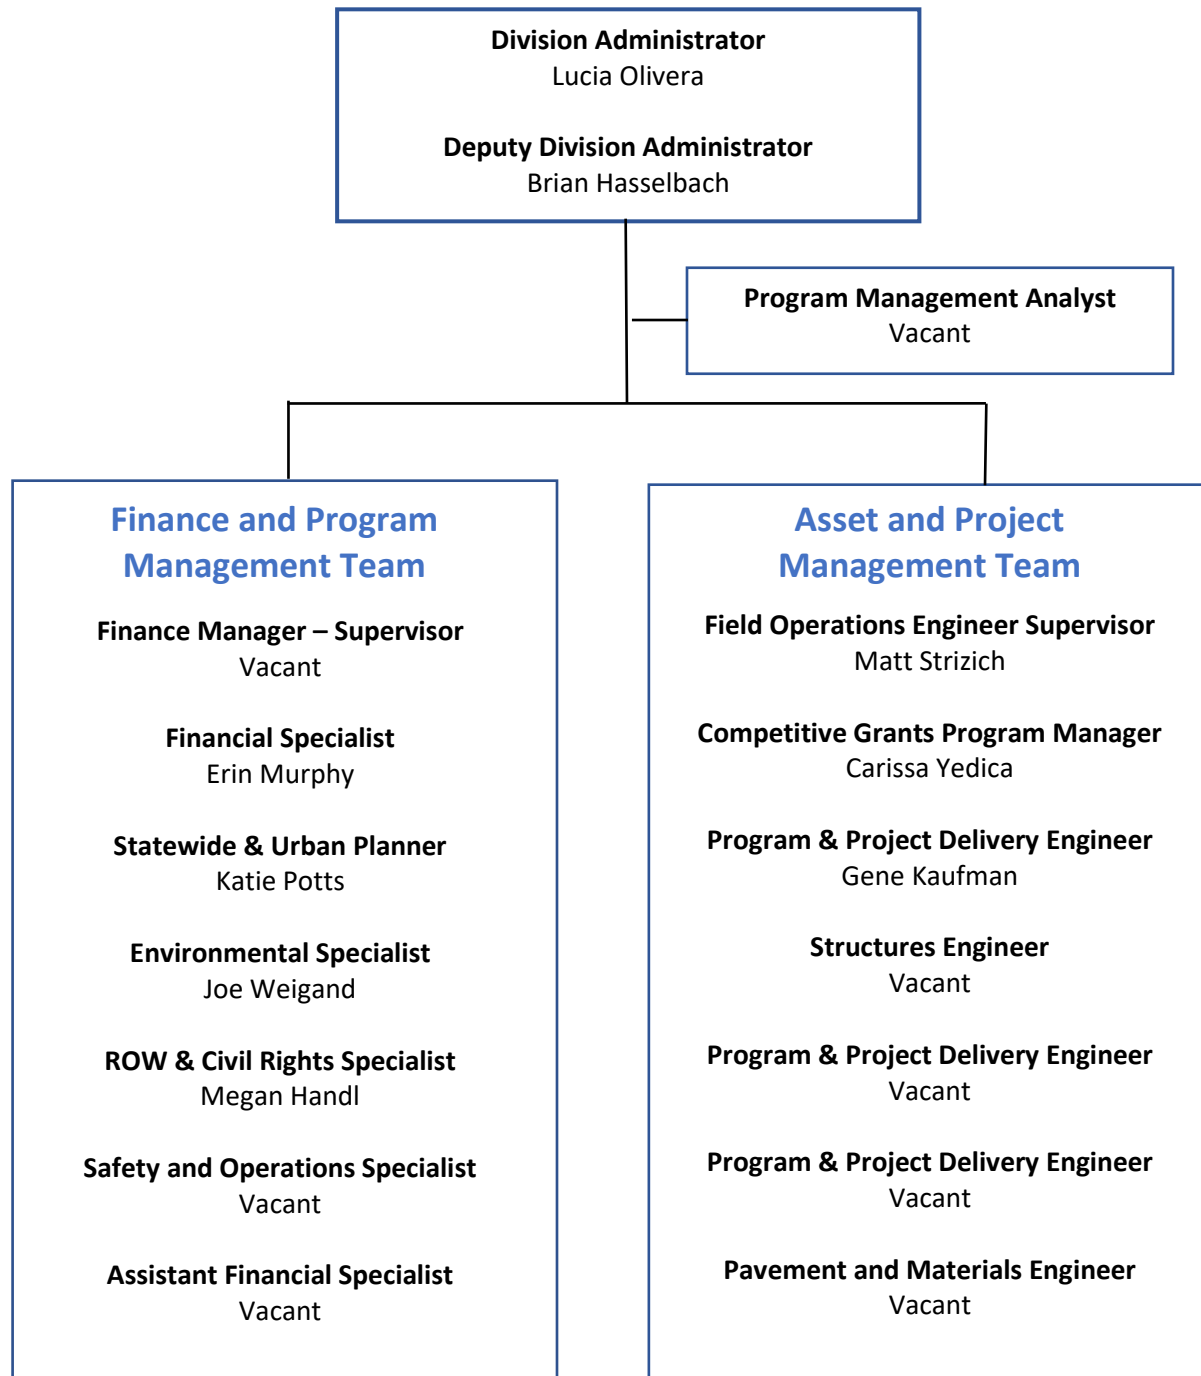 Division Administrator
Lucia Olivera
Deputy Division Administrator
Brian Hasselbach
Program Management Analyst
Vacant
Finance and Program
Management Team
Finance Manager – Supervisor
Vacant
Financial Specialist
Erin Murphy
Statewide & Urban Planner
Katie Potts
Environmental Specialist
Joe Weigand
ROW & Civil Rights Specialist
Megan Handl
Safety and Operations Specialist
Vacant
Assistant Financial Specialist
Vacant
Asset and Project
Management Team
Field Operations Engineer Supervisor
Matt Strizich
Competitive Grants Program Manager
Carissa Yedica
Program & Project Delivery Engineer
Gene Kaufman
Structures Engineer
Vacant
Program & Project Delivery Engineer
Vacant
Program & Project Delivery Engineer
Vacant
Pavement and Materials Engineer
Vacant